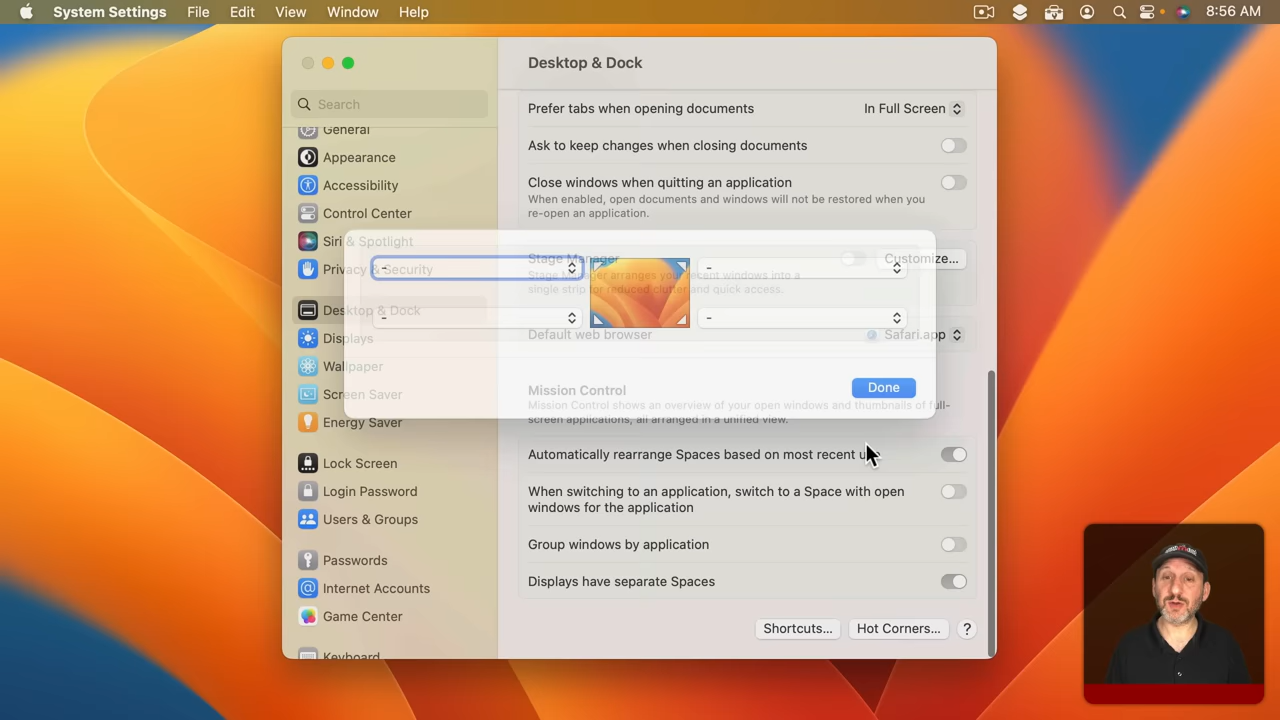 System Settings File Edit View Window Help 8:56 AM
Desktop & Dock
Search
General
Appearance
Accessibility
Control Center
Siri & Spotlight
Privacy & Security
Desktop & Dock
Displays
Wallpaper
Screen Saver
Energy Saver
Lock Screen
Login Password
Users & Groups
Passwords
Internet Accounts
Game Center
Keyboard
Prefer tabs when opening documents In Full Screen
Ask to keep changes when closing documents
Close windows when quitting an application
When enabled, open documents and windows will not be restored when you
re-open an application.
Stage Manager Customize...
Stage Manager arranges your recent windows into a
single strip for reduced clutter and quick access.
- -
- -
Default web browser Safari.app
Done
Mission Control
Mission Control shows an overview of your open windows and thumbnails of full-
screen applications, all arranged in a unified view.
Automatically rearrange Spaces based on most recent
When switching to an application, switch to a Space with open
windows for the application
Group windows by application
Displays have separate Spaces
Shortcuts... Hot Corners... ?